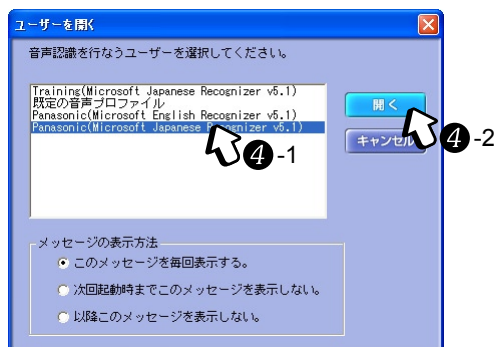 ユーザーを開く
音声認識を行なうユーザーを選択してください。
Training(Microsoft Japanese Recognizer v5.1)
既定の音声プロファイル
Panasonic(Microsoft English Recognizer v5.1)
Panasonic(Microsoft Japanese Recognizer v5.1)
開く
キャンセル
❹-1
❹-2
メッセージの表示方法
このメッセージを毎回表示する。
次回起動時までこのメッセージを表示しない。
以降このメッセージを表示しない。